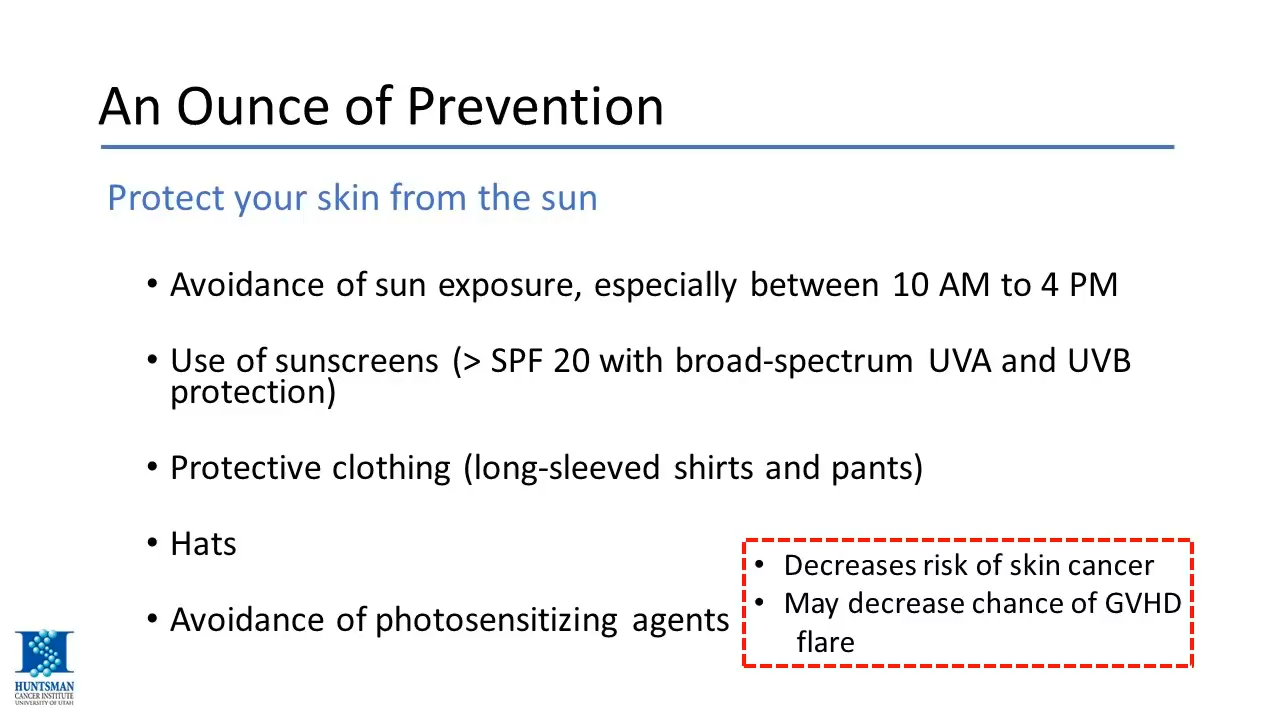 An Ounce of Prevention
Protect your skin from the sun
• Avoidance of sun exposure, especially between 10 AM to 4 PM
• Use of sunscreens (> SPF 20 with broad-spectrum UVA and UVB
protection)
• Protective clothing (long-sleeved shirts and pants)
• Hats
• Avoidance of photosensitizing agents
• Decreases risk of skin cancer
• May decrease chance of GVHD
flare
HUNTSMAN
CANCER INSTITUTE
UNIVERSITY OF UTAH